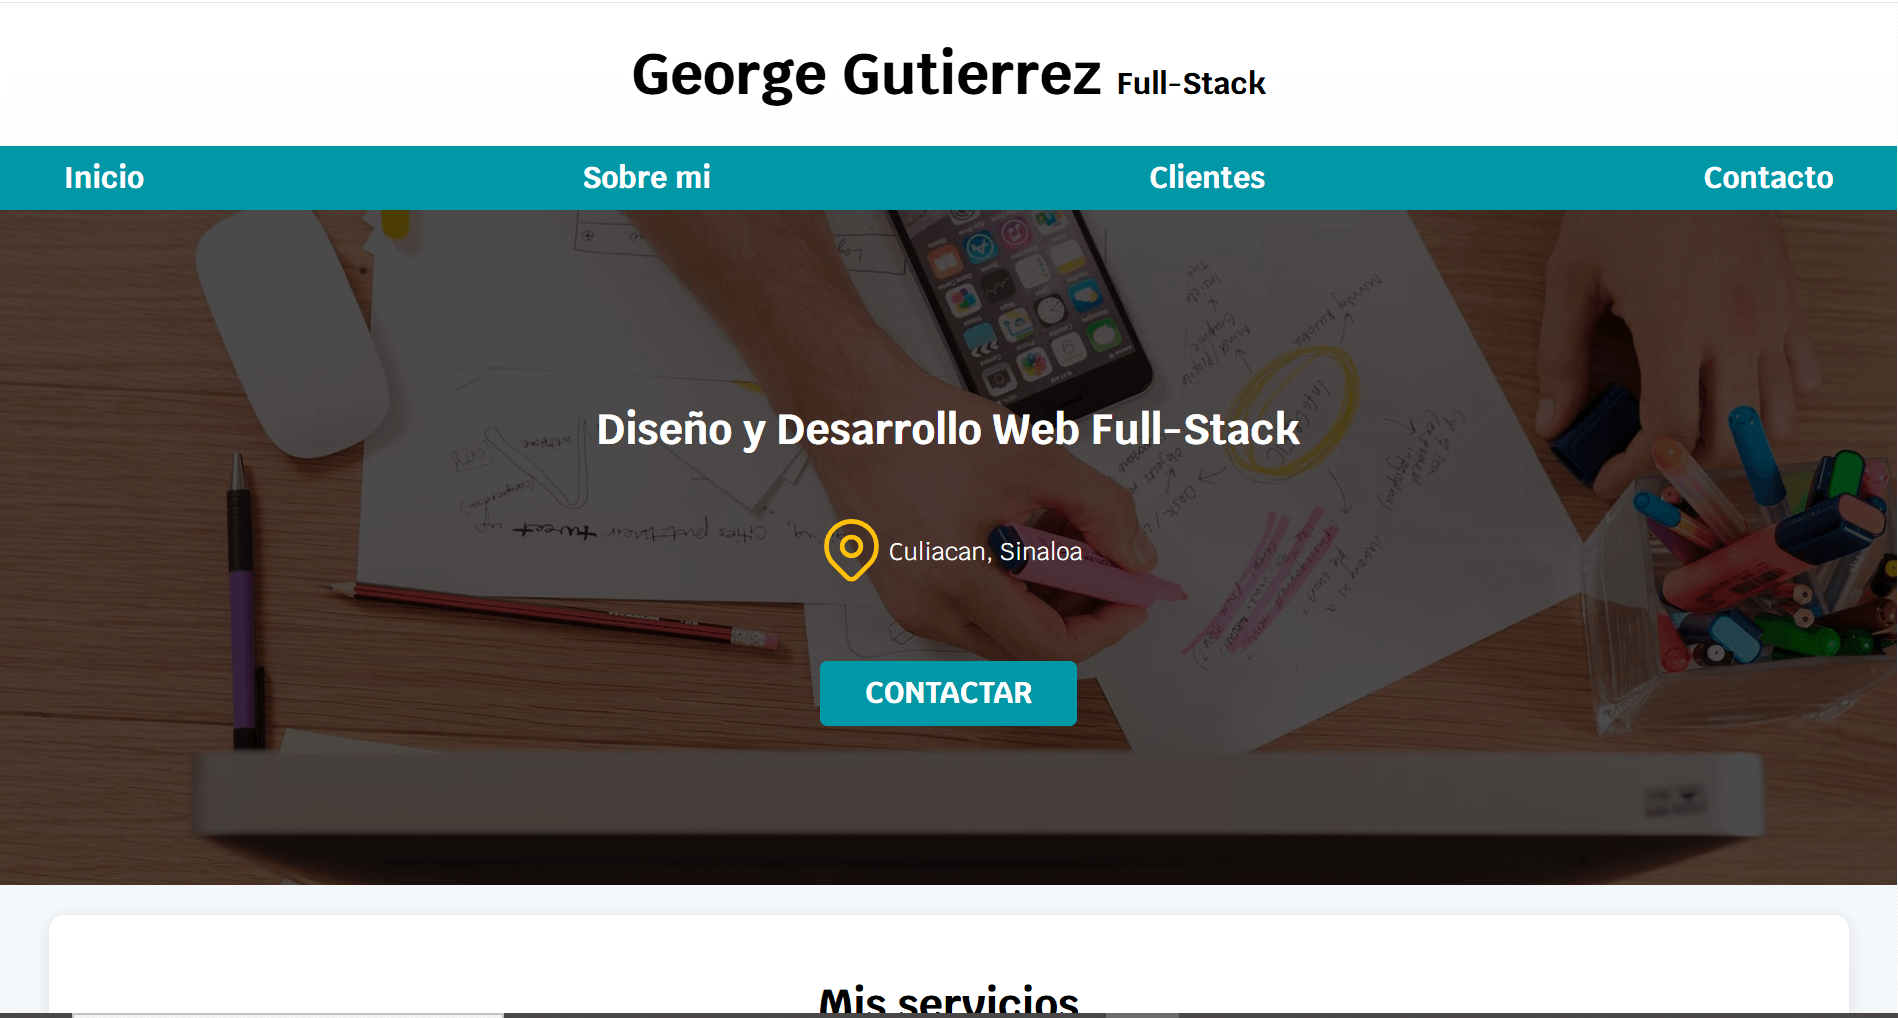 George Gutierrez Full-Stack
Inicio Sobre mi Clientes Contacto
Diseño y Desarrollo Web Full-Stack
Culiacan, Sinaloa
CONTACTAR
Mis servicios